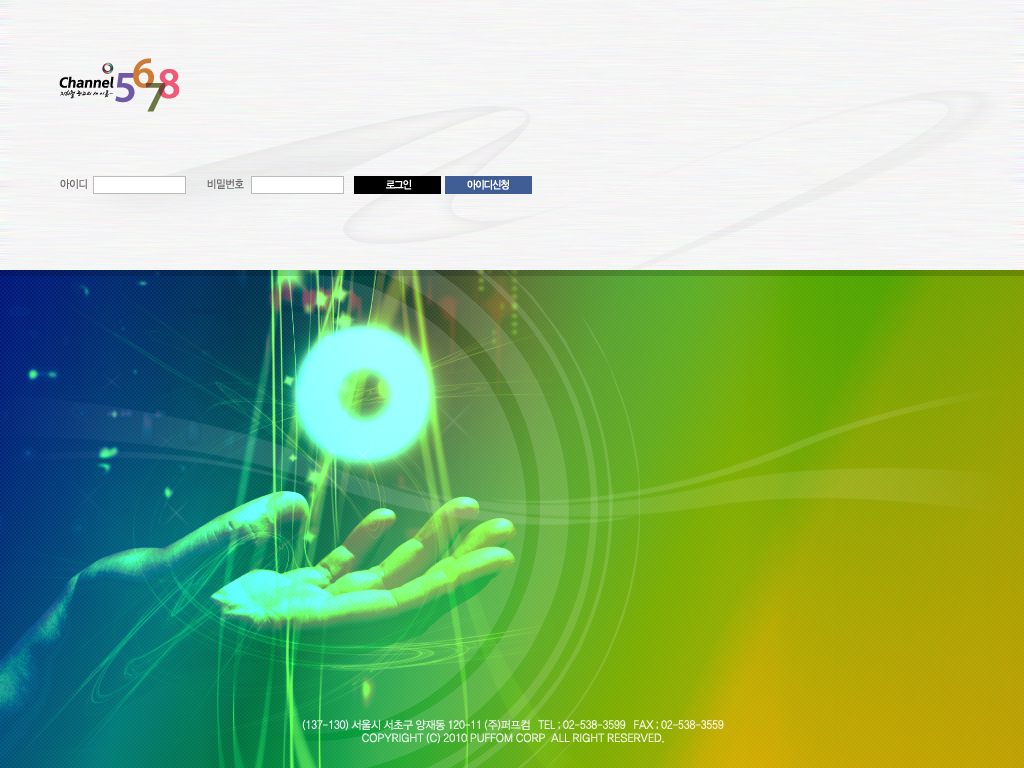 Channel 5678
아이디
비밀번호
로그인
아이디신청
(137-130) 서울시 서초구 양재동 120-11 (주)퍼프컴 TEL ; 02-538-3599 FAX ; 02-538-3559
COPYRIGHT (C) 2010 PUFFOM CORP ALL RIGHT RESERVED.